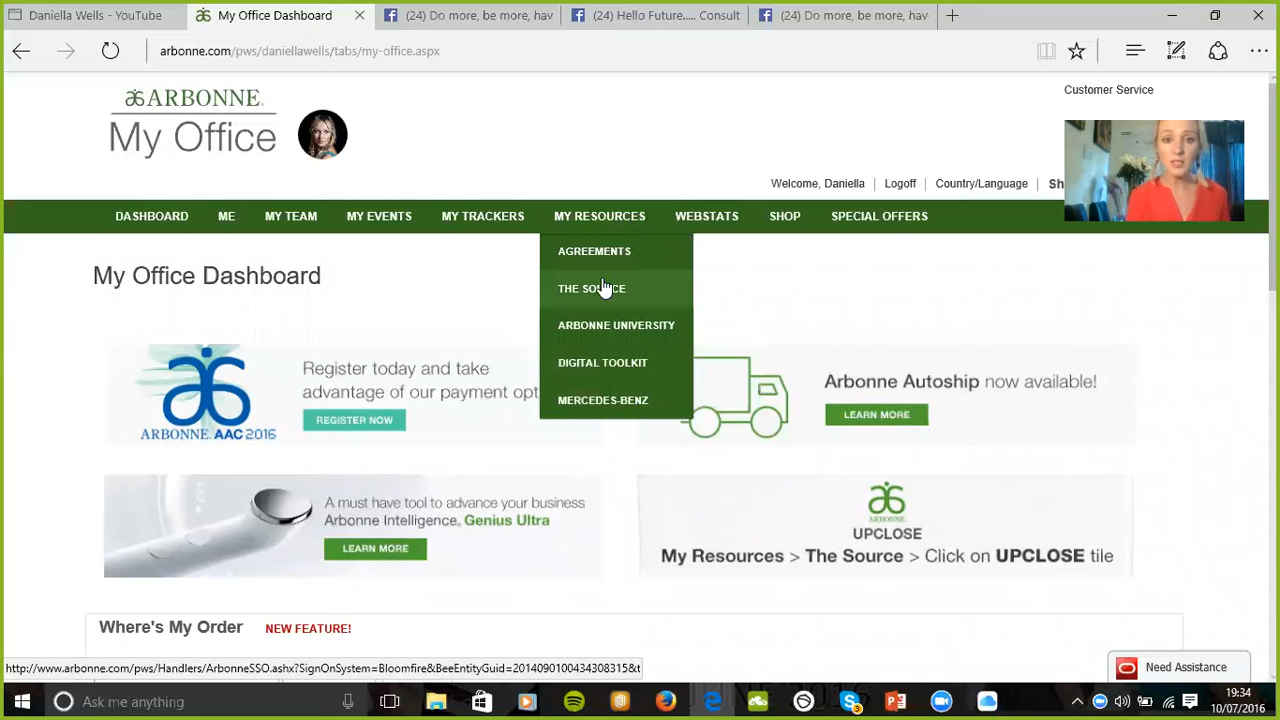 Daniella Wells - YouTube
My Office Dashboard
(24) Do more, be more, hav
(24) Hello Future..... Consult
(24) Do more, be more, hav
arbonne.com/pws/daniellawells/tabs/my-office.aspx
ARBONNE
My Office
Customer Service
Welcome, Daniella | Logoff | Country/Language | Sh
DASHBOARD ME MY TEAM MY EVENTS MY TRACKERS MY RESOURCES WEBSTATS SHOP SPECIAL OFFERS
AGREEMENTS
THE SOURCE
ARBONNE UNIVERSITY
DIGITAL TOOLKIT
MERCEDES-BENZ
My Office Dashboard
ARBONNE AAC 2016
Register today and take
advantage of our payment opt
REGISTER NOW
Arbonne Autoship now available!
LEARN MORE
A must have tool to advance your business
Arbonne Intelligence® Genius Ultra
LEARN MORE
ARBONNE
UPCLOSE
My Resources > The Source > Click on UPCLOSE tile
Where's My Order NEW FEATURE!
http://www.arbonne.com/pws/Handlers/ArbonneSSO.ashx?SignOnSystem=Bloomfire&BeeEntityGuid=20140901004348308315&t
Need Assistance
Ask me anything
19:34
10/07/2016